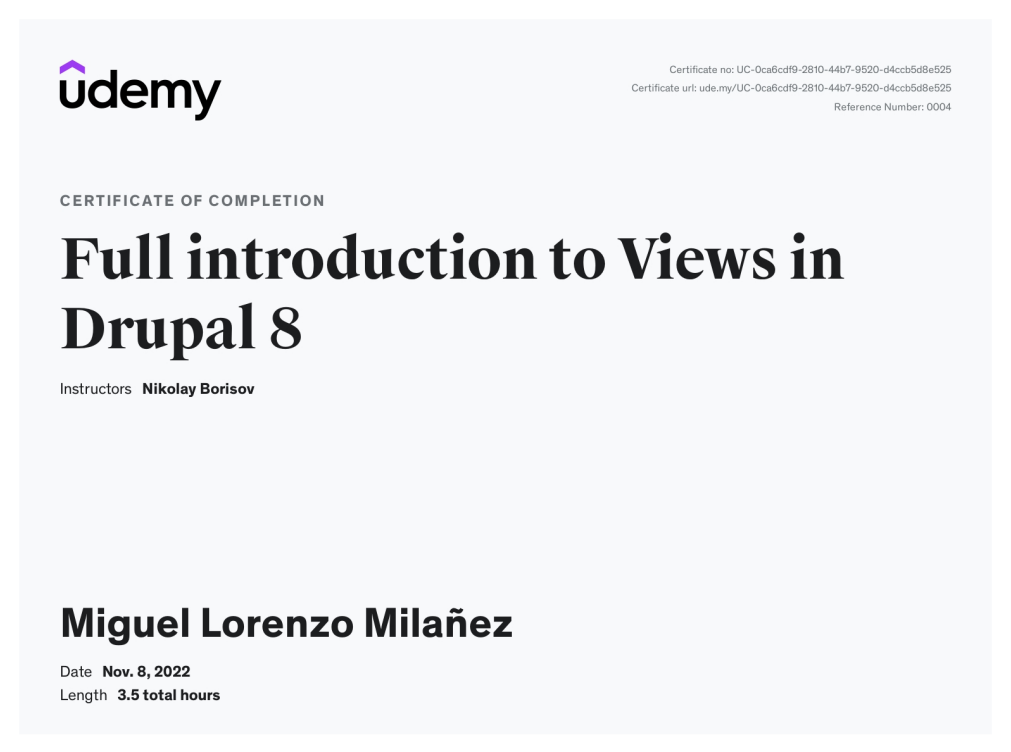 udemy
Certificate no: UC-0ca6cdf9-2810-44b7-9520-d4ccb5d8e525
Certificate url: ude.my/UC-0ca6cdf9-2810-44b7-9520-d4ccb5d8e525
Reference Number: 0004
CERTIFICATE OF COMPLETION
Full introduction to Views in
Drupal 8
Instructors Nikolay Borisov
Miguel Lorenzo Milañez
Date Nov. 8, 2022
Length 3.5 total hours